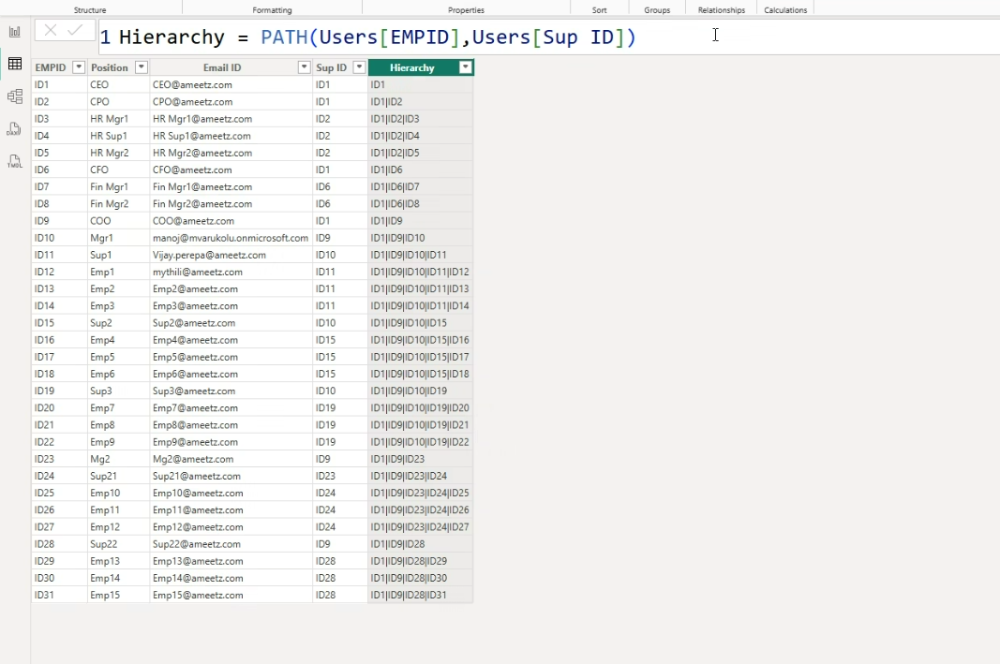 Structure Formatting Properties Sort Groups Relationships Calculations
1 Hierarchy = PATH(Users[EMPID],Users[Sup ID])
EMPID Position Email ID Sup ID Hierarchy
ID1 CEO CEO@ameetz.com ID1 ID1
ID2 CPO CPO@ameetz.com ID1 ID1|ID2
ID3 HR Mgr1 HR Mgr1@ameetz.com ID2 ID1|ID2|ID3
ID4 HR Sup1 HR Sup1@ameetz.com ID2 ID1|ID2|ID4
ID5 HR Mgr2 HR Mgr2@ameetz.com ID2 ID1|ID2|ID5
ID6 CFO CFO@ameetz.com ID1 ID1|ID6
ID7 Fin Mgr1 Fin Mgr1@ameetz.com ID6 ID1|ID6|ID7
ID8 Fin Mgr2 Fin Mgr2@ameetz.com ID6 ID1|ID6|ID8
ID9 COO COO@ameetz.com ID1 ID1|ID9
ID10 Mgr1 manoj@mvarukolu.onmicrosoft.com ID9 ID1|ID9|ID10
ID11 Sup1 Vijay.perepa@ameetz.com ID10 ID1|ID9|ID10|ID11
ID12 Emp1 mythili@ameetz.com ID11 ID1|ID9|ID10|ID11|ID12
ID13 Emp2 Emp2@ameetz.com ID11 ID1|ID9|ID10|ID11|ID13
ID14 Emp3 Emp3@ameetz.com ID11 ID1|ID9|ID10|ID11|ID14
ID15 Sup2 Sup2@ameetz.com ID10 ID1|ID9|ID10|ID15
ID16 Emp4 Emp4@ameetz.com ID15 ID1|ID9|ID10|ID15|ID16
ID17 Emp5 Emp5@ameetz.com ID15 ID1|ID9|ID10|ID15|ID17
ID18 Emp6 Emp6@ameetz.com ID15 ID1|ID9|ID10|ID15|ID18
ID19 Sup3 Sup3@ameetz.com ID10 ID1|ID9|ID10|ID19
ID20 Emp7 Emp7@ameetz.com ID19 ID1|ID9|ID10|ID19|ID20
ID21 Emp8 Emp8@ameetz.com ID19 ID1|ID9|ID10|ID19|ID21
ID22 Emp9 Emp9@ameetz.com ID19 ID1|ID9|ID10|ID19|ID22
ID23 Mg2 Mg2@ameetz.com ID9 ID1|ID9|ID23
ID24 Sup21 Sup21@ameetz.com ID23 ID1|ID9|ID23|ID24
ID25 Emp10 Emp10@ameetz.com ID24 ID1|ID9|ID23|ID24|ID25
ID26 Emp11 Emp11@ameetz.com ID24 ID1|ID9|ID23|ID24|ID26
ID27 Emp12 Emp12@ameetz.com ID24 ID1|ID9|ID23|ID24|ID27
ID28 Sup22 Sup22@ameetz.com ID9 ID1|ID9|ID28
ID29 Emp13 Emp13@ameetz.com ID28 ID1|ID9|ID28|ID29
ID30 Emp14 Emp14@ameetz.com ID28 ID1|ID9|ID28|ID30
ID31 Emp15 Emp15@ameetz.com ID28 ID1|ID9|ID28|ID31
DAX
TMDL